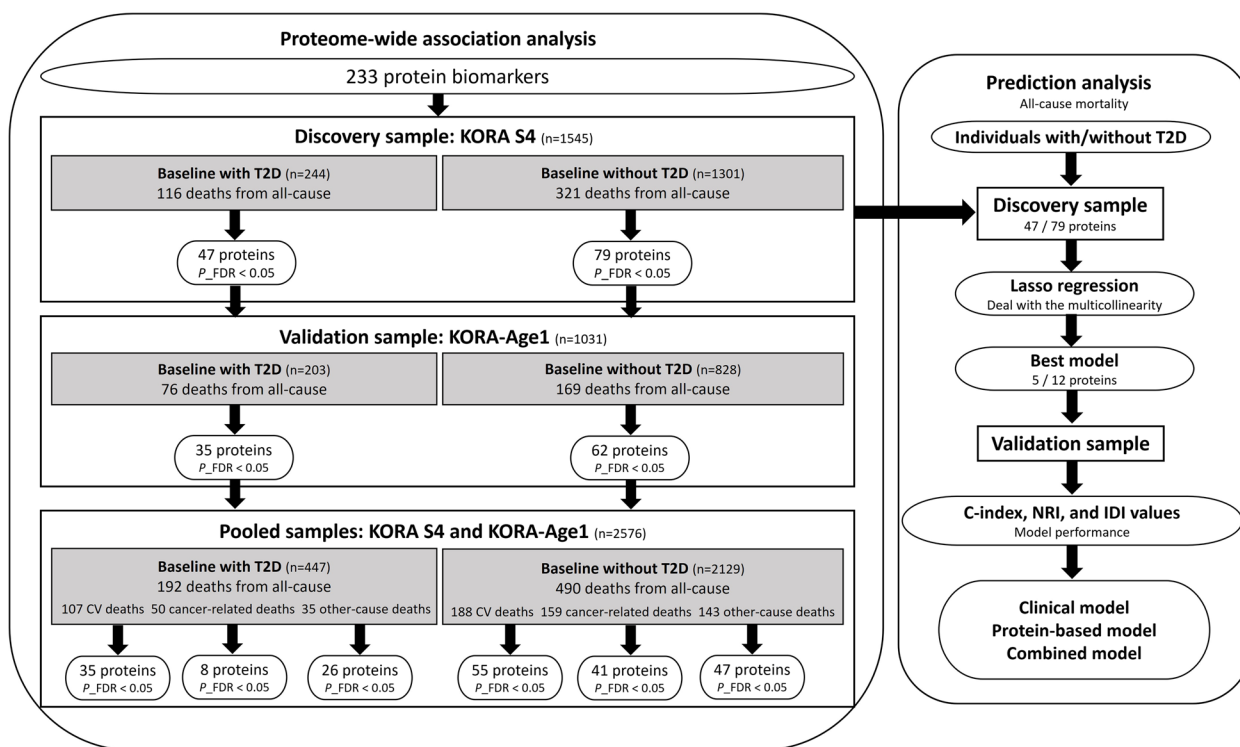 Proteome-wide association analysis
233 protein biomarkers
Discovery sample: KORA S4 (n=1545)
Baseline with T2D (n=244)
116 deaths from all-cause
Baseline without T2D (n=1301)
321 deaths from all-cause
47 proteins
P_FDR < 0.05
79 proteins
P_FDR < 0.05
Validation sample: KORA-Age1 (n=1031)
Baseline with T2D (n=203)
76 deaths from all-cause
Baseline without T2D (n=828)
169 deaths from all-cause
35 proteins
P_FDR < 0.05
62 proteins
P_FDR < 0.05
Pooled samples: KORA S4 and KORA-Age1 (n=2576)
Baseline with T2D (n=447)
192 deaths from all-cause
107 CV deaths 50 cancer-related deaths 35 other-cause deaths
Baseline without T2D (n=2129)
490 deaths from all-cause
188 CV deaths 159 cancer-related deaths 143 other-cause deaths
35 proteins
P_FDR < 0.05
8 proteins
P_FDR < 0.05
26 proteins
P_FDR < 0.05
55 proteins
P_FDR < 0.05
41 proteins
P_FDR < 0.05
47 proteins
P_FDR < 0.05
Prediction analysis
All-cause mortality
Individuals with/without T2D
Discovery sample
47 / 79 proteins
Lasso regression
Deal with the multicollinearity
Best model
5 / 12 proteins
Validation sample
C-index, NRI, and IDI values
Model performance
Clinical model
Protein-based model
Combined model